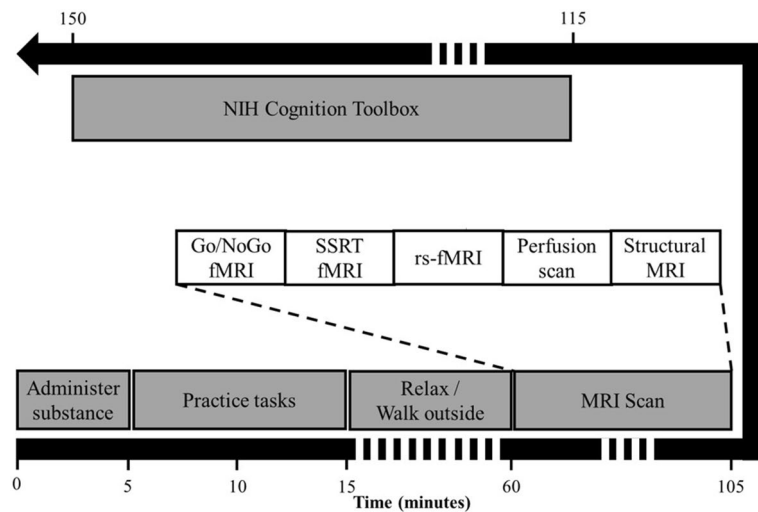 150 115
NIH Cognition Toolbox
Go/NoGo
fMRI
SSRT
fMRI
rs-fMRI
Perfusion
scan
Structural
MRI
Administer
substance
Practice tasks
Relax /
Walk outside
MRI Scan
0 5 10 15 60 105
Time (minutes)